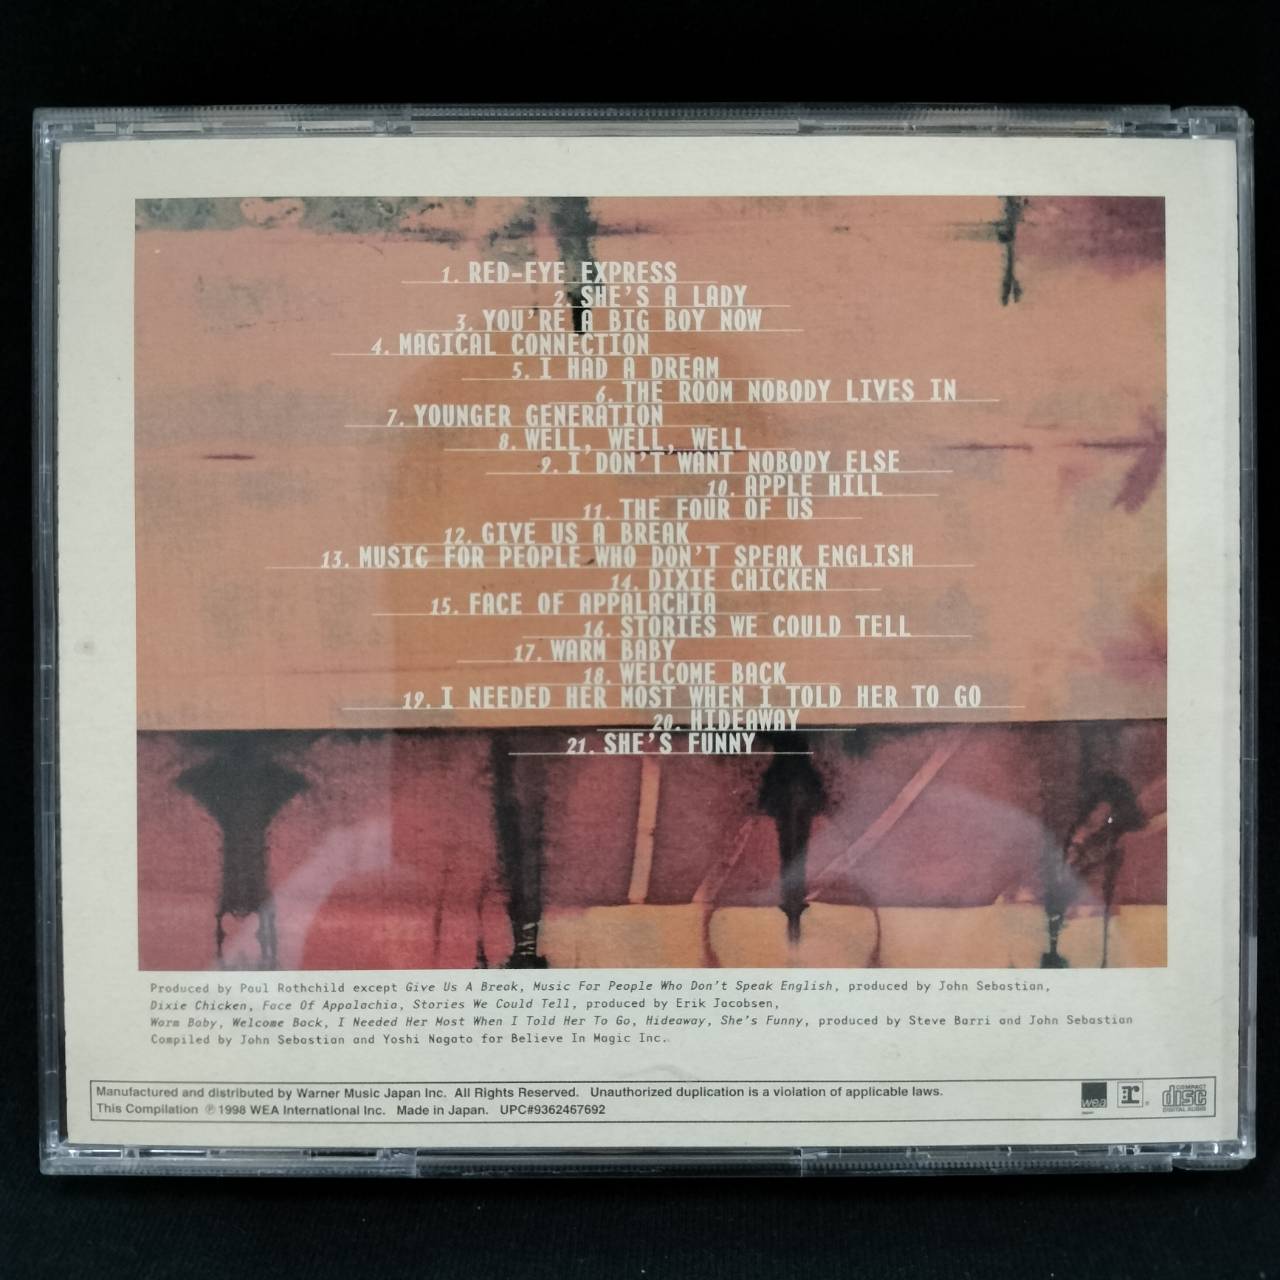 1. RED-EYE EXPRESS
2. SHE'S A LADY
3. YOU'RE A BIG BOY NOW
4. MAGICAL CONNECTION
5. I HAD A DREAM
6. THE ROOM NOBODY LIVES IN
7. YOUNGER GENERATION
8. WELL, WELL, WELL
9. I DON'T WANT NOBODY ELSE
10. APPLE HILL
11. THE FOUR OF US
12. GIVE US A BREAK
13. MUSIC FOR PEOPLE WHO DON'T SPEAK ENGLISH
14. DIXIE CHICKEN
15. FACE OF APPALACHIA
16. STORIES WE COULD TELL
17. WARM BABY
18. WELCOME BACK
19. I NEEDED HER MOST WHEN I TOLD HER TO GO
20. HIDEAWAY
21. SHE'S FUNNY
Produced by Paul Rothchild except Give Us A Break, Music For People Who Don't Speak English, produced by John Sebastian,
Dixie Chicken, Face Of Appalachia, Stories We Could Tell, produced by Erik Jacobsen,
Warm Baby, Welcome Back, I Needed Her Most When I Told Her To Go, Hideaway, She's Funny, produced by Steve Barri and John Sebastian
Compiled by John Sebastian and Yoshi Nagato for Believe In Magic Inc.
Manufactured and distributed by Warner Music Japan Inc. All Rights Reserved. Unauthorized duplication is a violation of applicable laws.
This Compilation ℗ 1998 WEA International Inc. Made in Japan. UPC#9362467692
wea
japan
r ®
COMPACT
disc
DIGITAL AUDIO